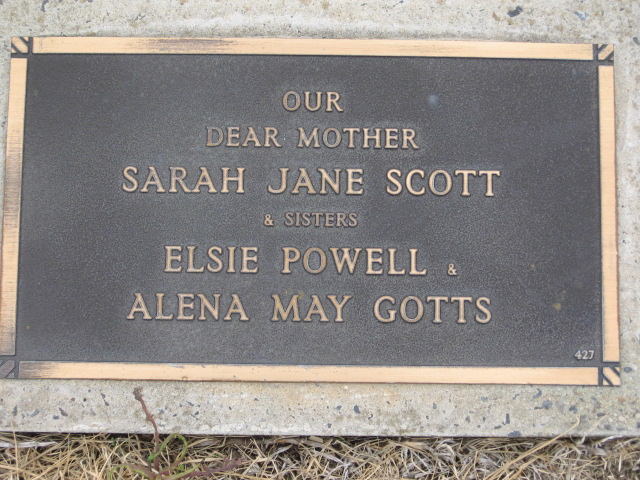 OUR
DEAR MOTHER
SARAH JANE SCOTT
& SISTERS
ELSIE POWELL &
ALENA MAY GOTTS
427